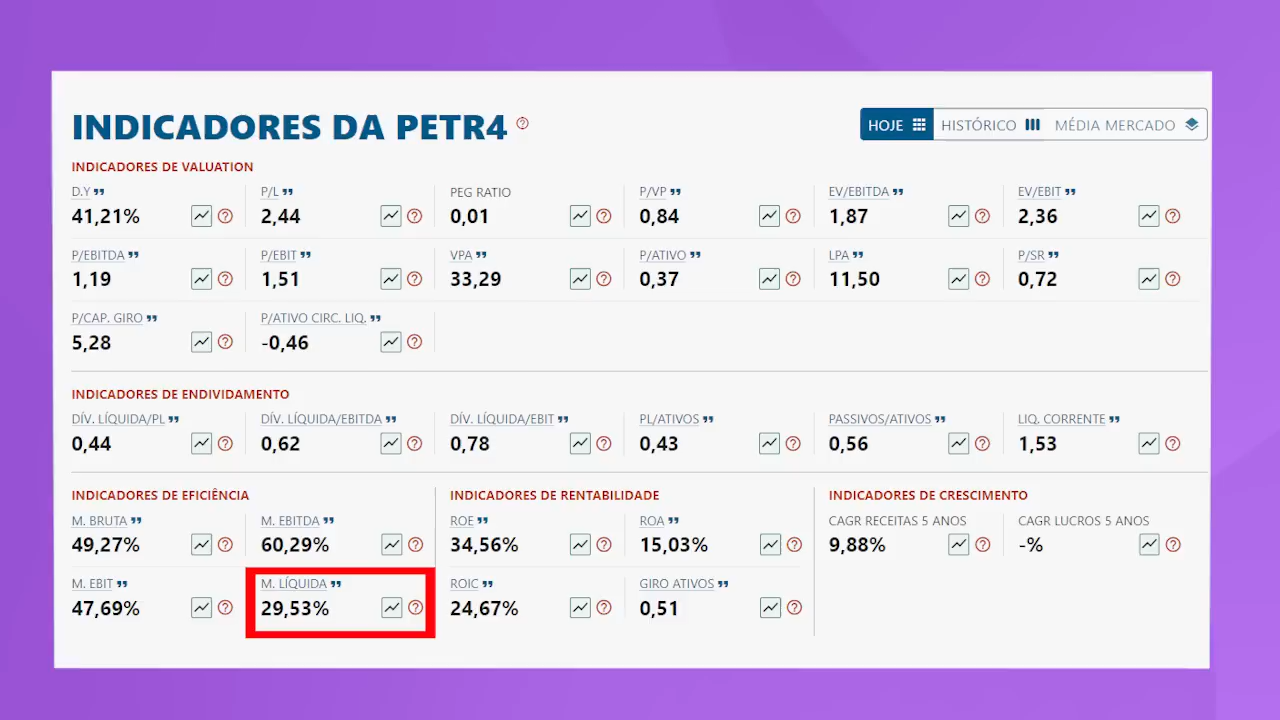 INDICADORES DA PETR4
HOJE HISTÓRICO MÉDIA MERCADO
INDICADORES DE VALUATION
D.Y P/L PEG RATIO P/VP EV/EBITDA EV/EBIT
41,21% 2,44 0,01 0,84 1,87 2,36
P/EBITDA P/EBIT VPA P/ATIVO LPA P/SR
1,19 1,51 33,29 0,37 11,50 0,72
P/CAP. GIRO P/ATIVO CIRC. LIQ.
5,28 -0,46
INDICADORES DE ENDIVIDAMENTO
DÍV. LÍQUIDA/PL DÍV. LÍQUIDA/EBITDA DÍV. LÍQUIDA/EBIT PL/ATIVOS PASSIVOS/ATIVOS LIQ. CORRENTE
0,44 0,62 0,78 0,43 0,56 1,53
INDICADORES DE EFICIÊNCIA INDICADORES DE RENTABILIDADE INDICADORES DE CRESCIMENTO
M. BRUTA M. EBITDA ROE ROA CAGR RECEITAS 5 ANOS CAGR LUCROS 5 ANOS
49,27% 60,29% 34,56% 15,03% 9,88% -%
M. EBIT M. LÍQUIDA ROIC GIRO ATIVOS
47,69% 29,53% 24,67% 0,51